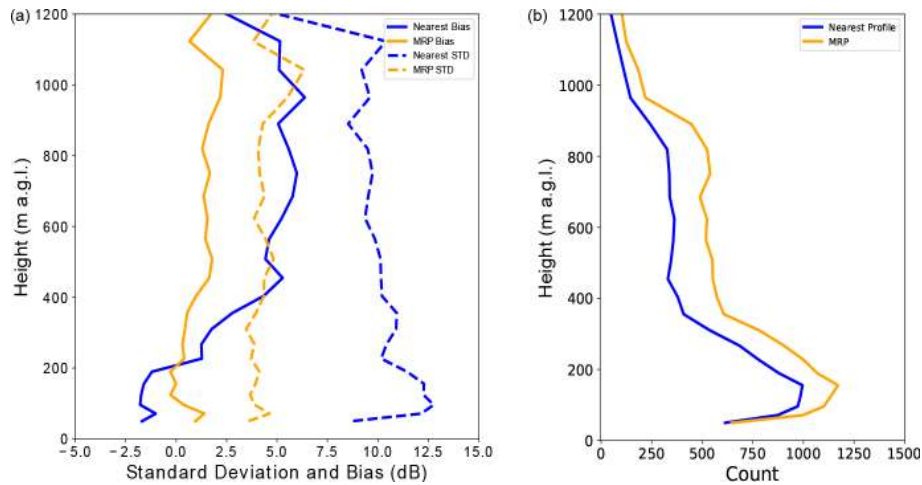 (a)
1200
1000
800
600
400
200
0
Height (m a.g.l.)
Nearest Bias
MRP Bias
Nearest STD
MRP STD
−5.0 −2.5 0.0 2.5 5.0 7.5 10.0 12.5 15.0
Standard Deviation and Bias (dB)
(b)
1200
1000
800
600
400
200
0
Height (m a.g.l.)
Nearest Profile
MRP
0 250 500 750 1000 1250 1500
Count